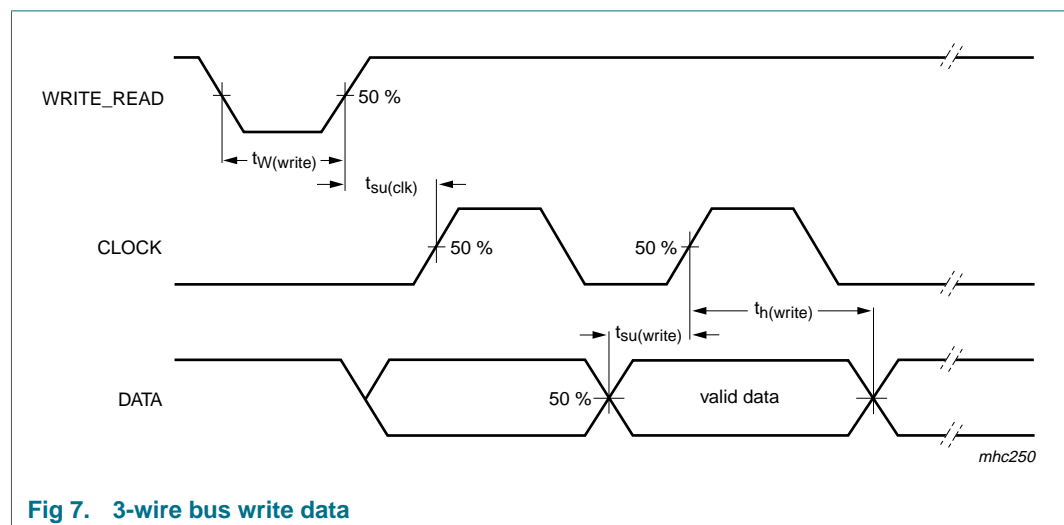 WRITE_READ
50 %
tW(write)
tsu(clk)
CLOCK
50 %
50 %
th(write)
tsu(write)
DATA
50 %
valid data
mhc250
Fig 7. 3-wire bus write data